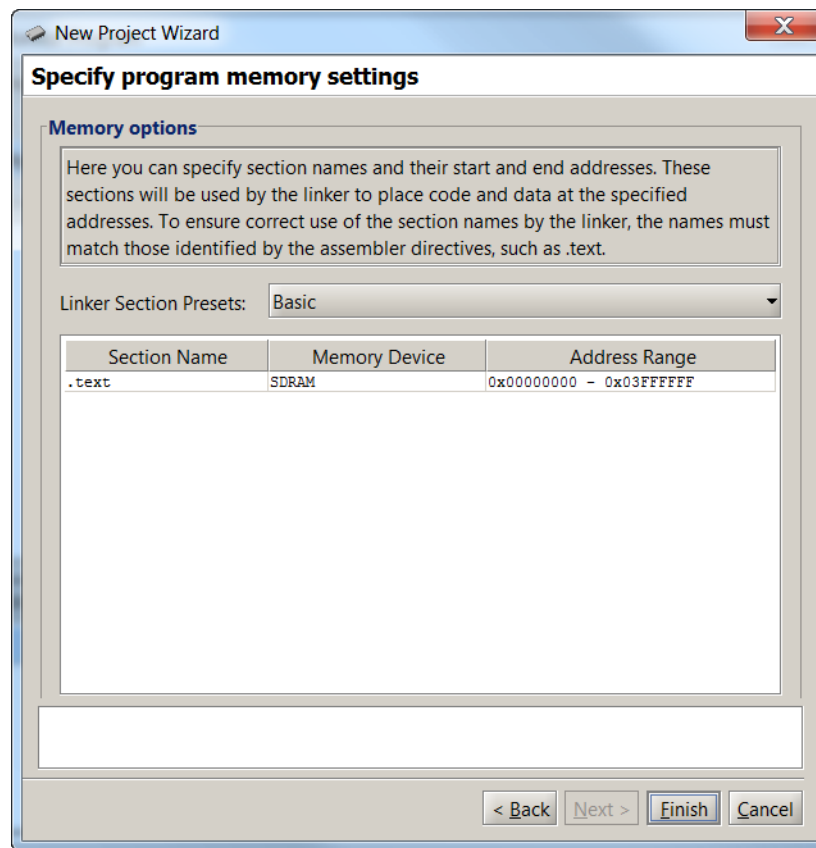 New Project Wizard
Specify program memory settings
Memory options
Here you can specify section names and their start and end addresses. These
sections will be used by the linker to place code and data at the specified
addresses. To ensure correct use of the section names by the linker, the names must
match those identified by the assembler directives, such as .text.
Linker Section Presets: Basic
Section Name Memory Device Address Range
.text SDRAM 0x00000000 - 0x03FFFFFF
< Back Next > Finish Cancel